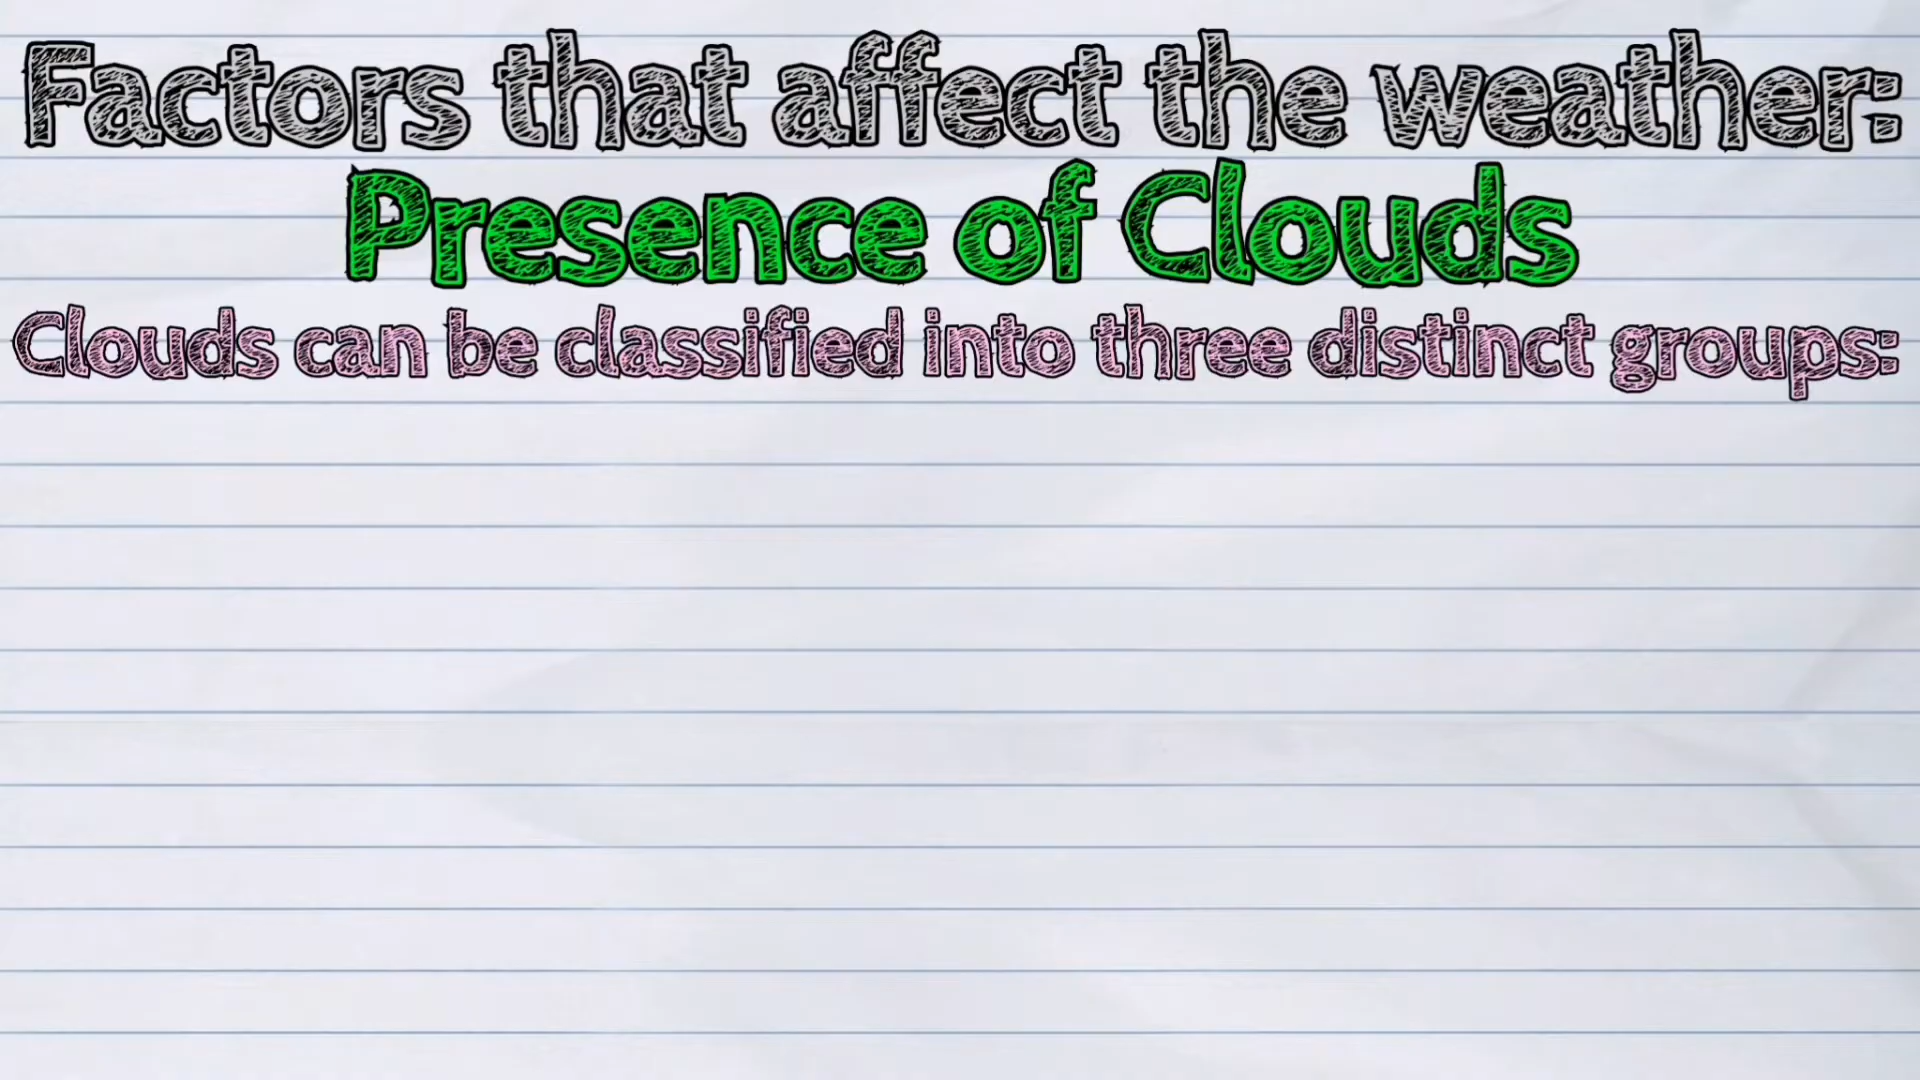 Factors that affect the weather:
Presence of Clouds
Clouds can be classified into three distinct groups: